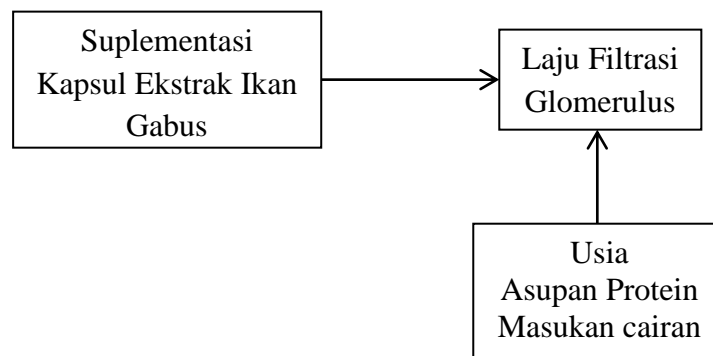 Suplementasi
Kapsul Ekstrak Ikan
Gabus
Laju Filtrasi
Glomerulus
Usia
Asupan Protein
Masukan cairan